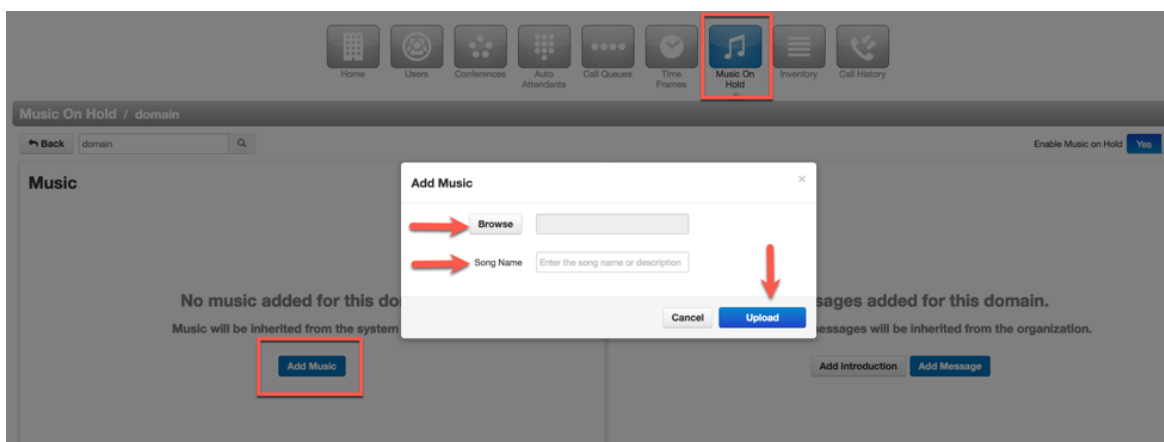 Home
Users
Conferences
Auto
Attendants
Call Queues
Time
Frames
Music On
Hold
Inventory
Call History
Music On Hold / domain
Back
domain
Enable Music on Hold
Yes
Music
Add Music
×
Browse
Song Name
Enter the song name or description
Cancel
Upload
No music added for this do
Music will be inherited from the system
Add Music
sages added for this domain.
essages will be inherited from the organization.
Add Introduction
Add Message